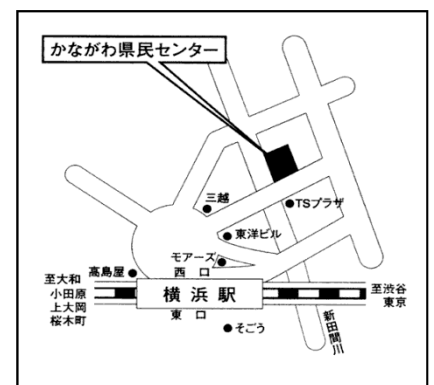 かながわ県民センター
三越
TSプラザ
東洋ビル
モアーズ
高島屋
西口
至大和
小田原
上大岡
桜木町
横浜駅
至渋谷
東京
東口
そごう
新田間川